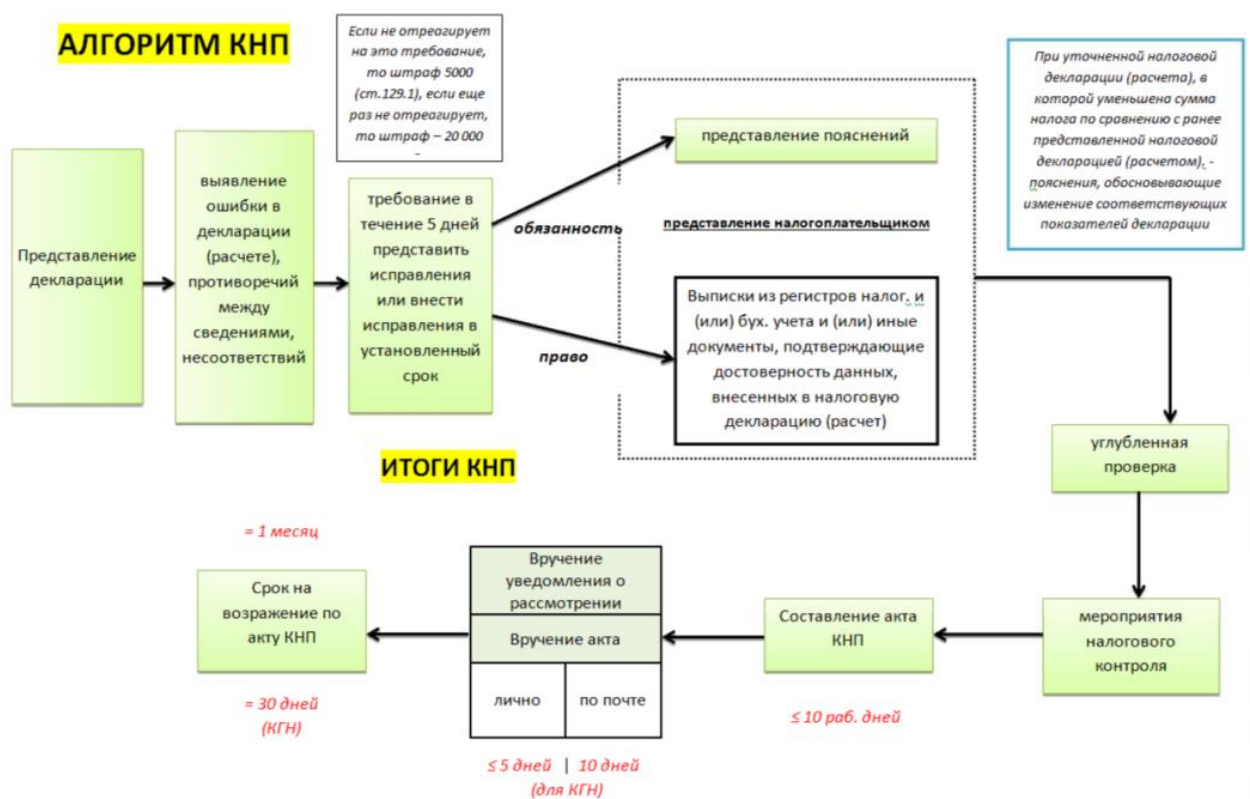 АЛГОРИТМ КНП
Если не отреагирует
на это требование,
то штраф 5000
(ст.129.1), если еще
раз не отреагирует,
то штраф – 20 000
При уточненной налоговой
декларации (расчета), в
которой уменьшена сумма
налога по сравнению с ранее
представленной налоговой
декларацией (расчетом). -
пояснения, обосновывающие
изменение соответствующих
показателей декларации
Представление
декларации
выявление
ошибки в
декларации
(расчете),
противоречий
между
сведениями,
несоответствий
требование в
течение 5 дней
представить
исправления
или внести
исправления в
установленный
срок
обязанность
право
представление пояснений
представление налогоплательщиком
Выписки из регистров налог. и
(или) бух. учета и (или) иные
документы, подтверждающие
достоверность данных,
внесенных в налоговую
декларацию (расчет)
углубленная
проверка
ИТОГИ КНП
мероприятия
налогового
контроля
Составление акта
КНП
≤ 10 раб. дней
Вручение
уведомления о
рассмотрении
Вручение акта
лично
по почте
≤ 5 дней | 10 дней
(для КГН)
= 1 месяц
Срок на
возражение по
акту КНП
= 30 дней
(КГН)